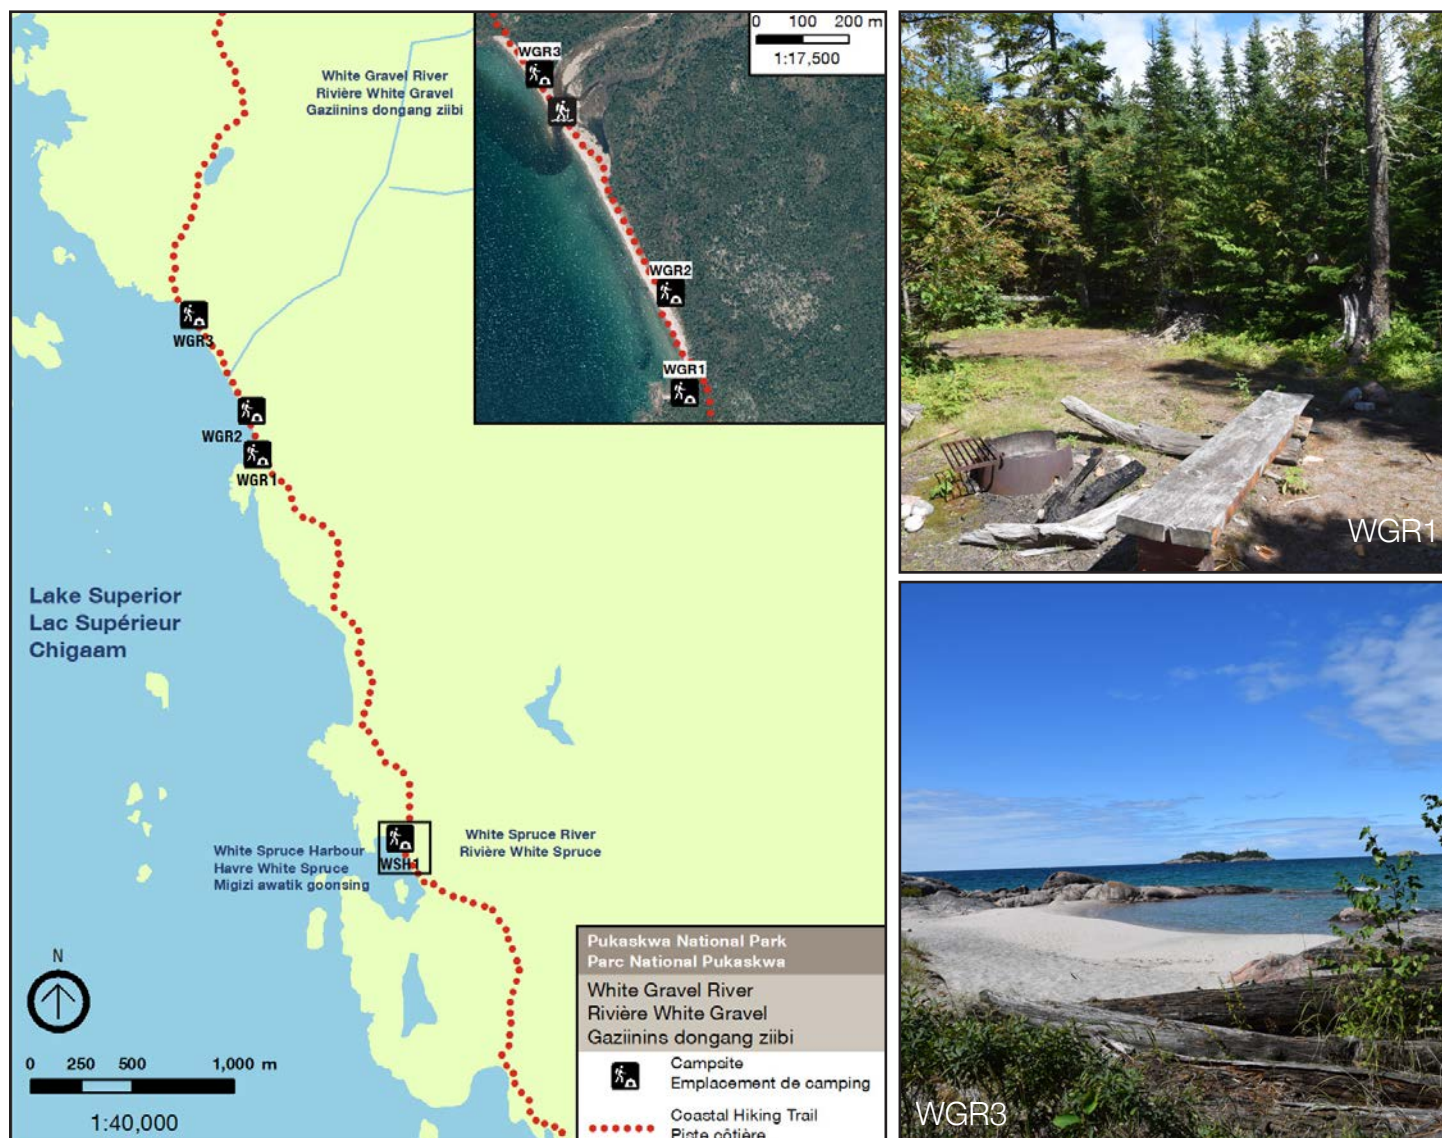 White Gravel River
Rivière White Gravel
Gaziinins dongang ziibi
WGR3
WGR2
WGR1
Lake Superior
Lac Supérieur
Chigaam
White Spruce Harbour
Havre White Spruce
Migizi awatik goonsing
WSH1
White Spruce River
Rivière White Spruce
N
0 250 500 1,000 m
1:40,000
0 100 200 m
1:17,500
WGR3
WGR2
WGR1
Pukaskwa National Park
Parc National Pukaskwa
White Gravel River
Rivière White Gravel
Gaziinins dongang ziibi
Campsite
Emplacement de camping
Coastal Hiking Trail
Piste côtière
WGR1
WGR3